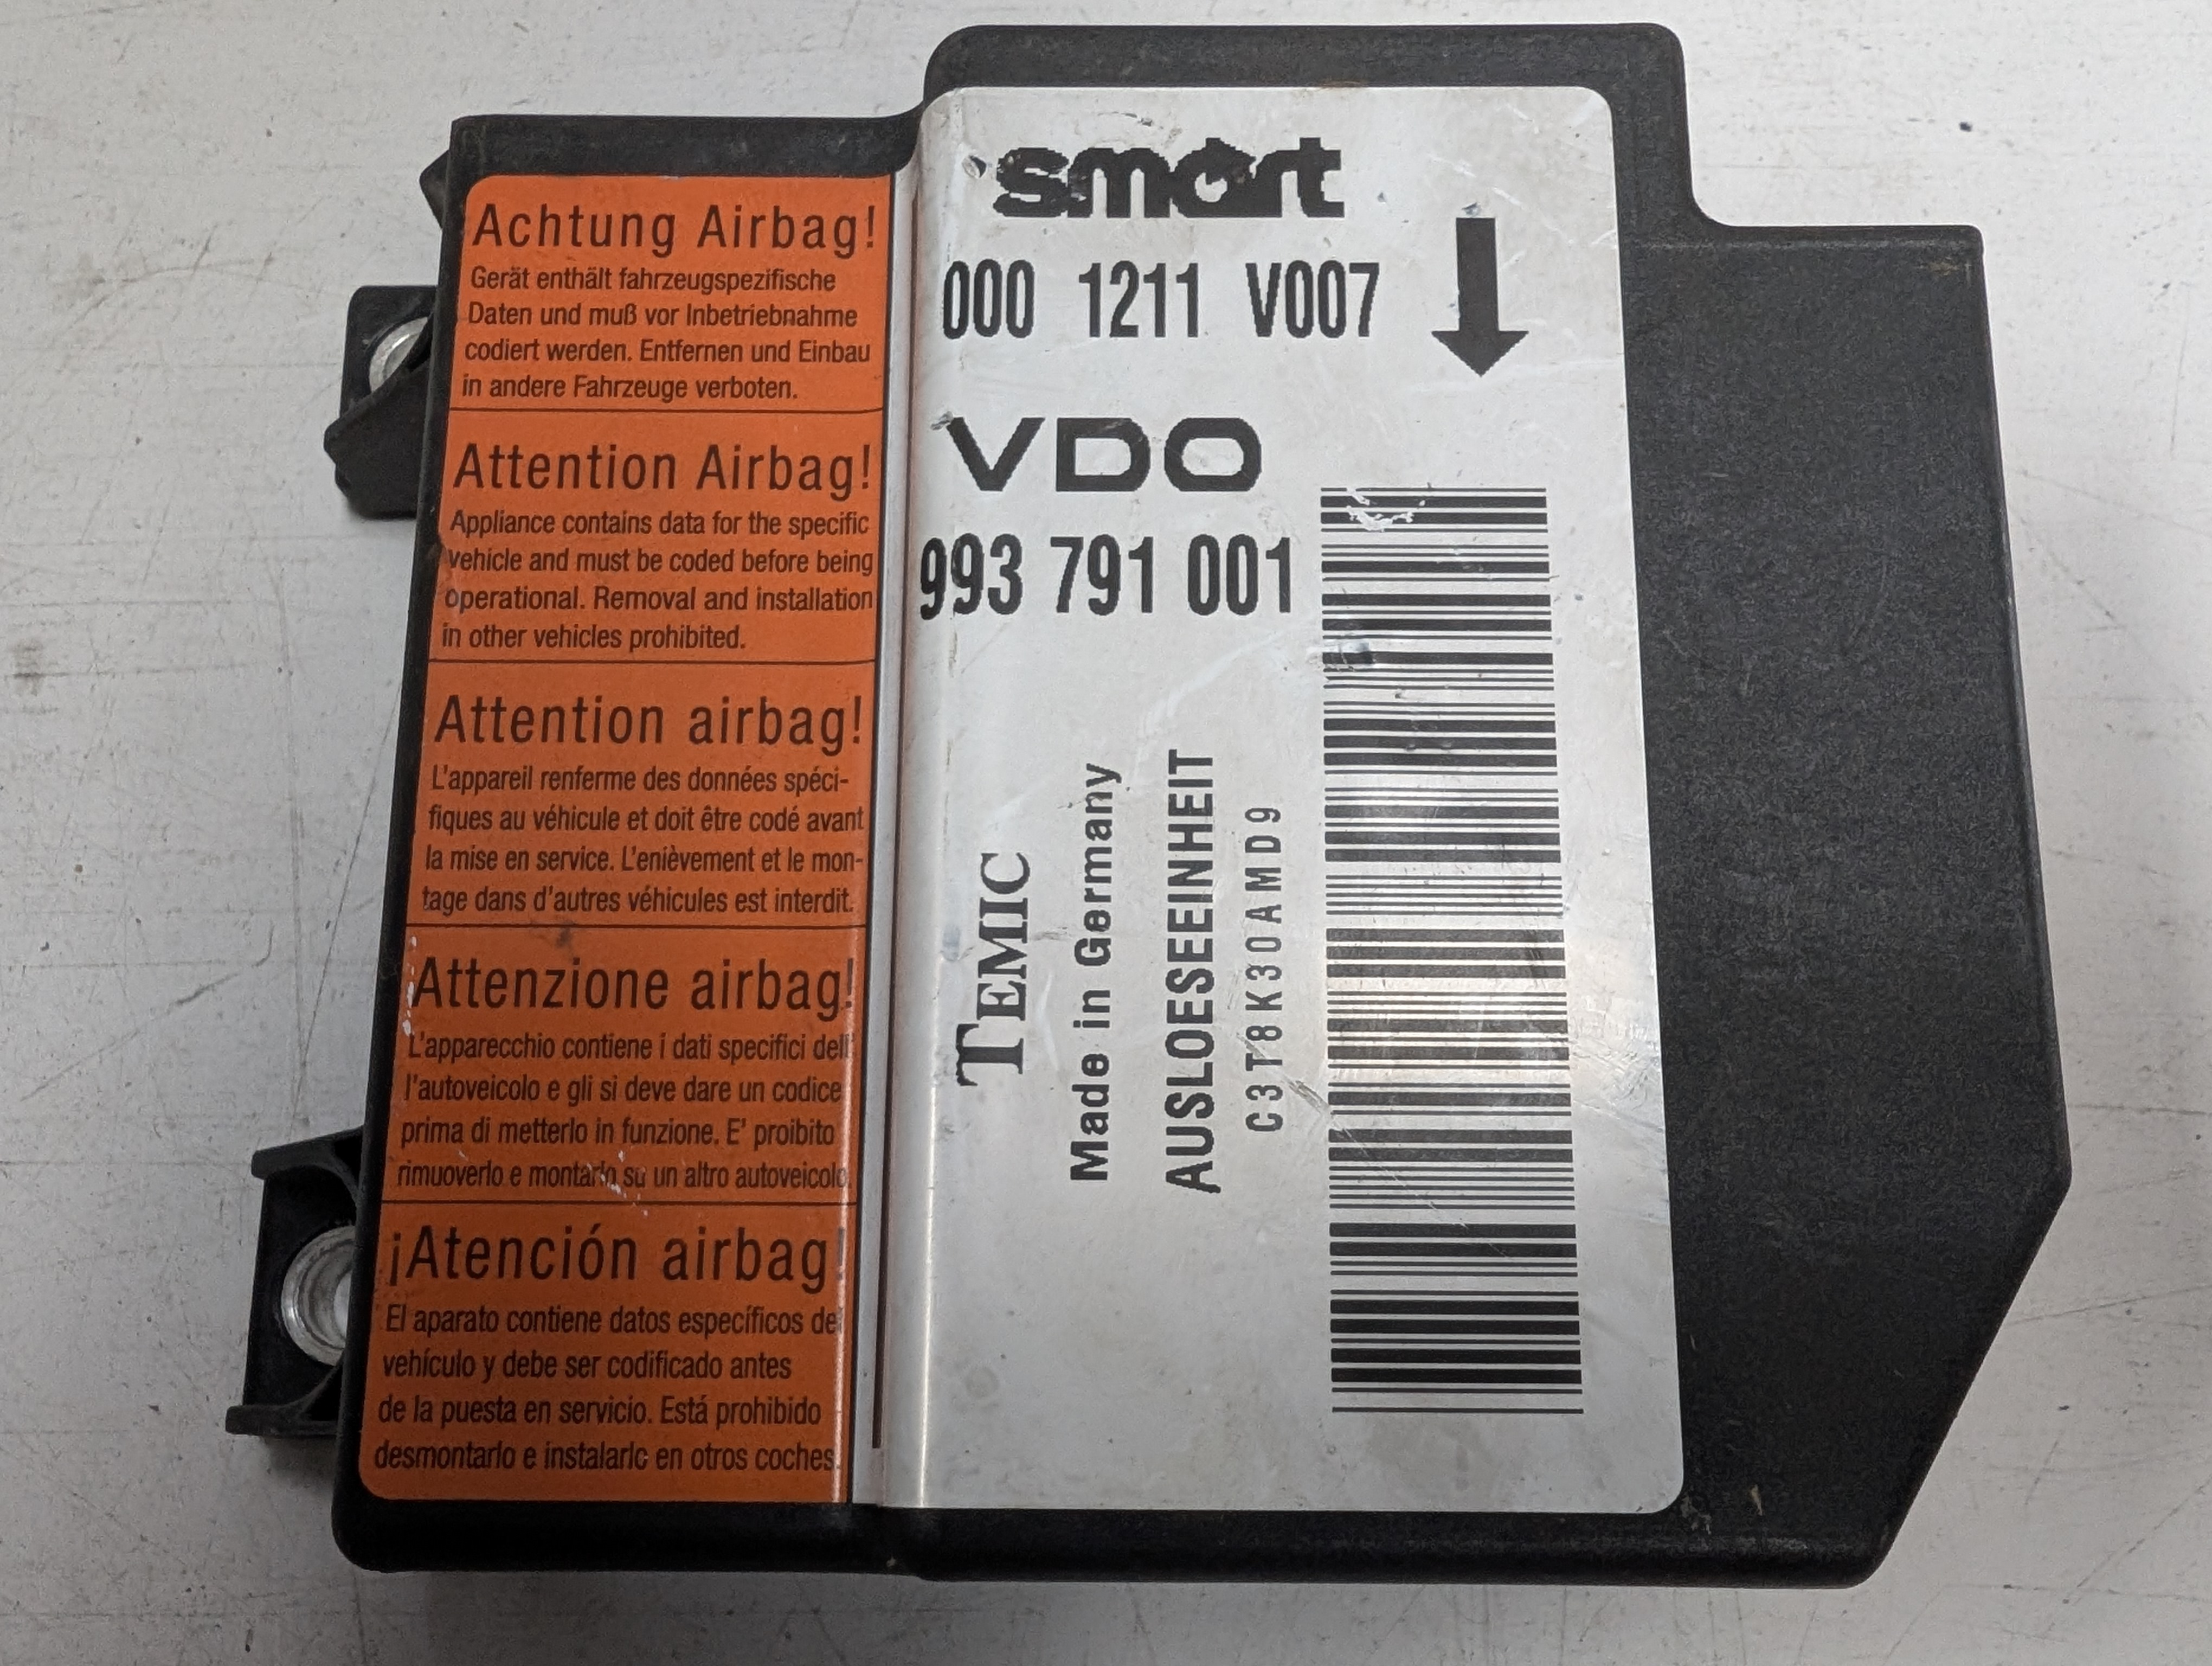 Achtung Airbag!
Gerät enthält fahrzeugspezifische
Daten und muß vor Inbetriebnahme
codiert werden. Entfernen und Einbau
in andere Fahrzeuge verboten.
Attention Airbag!
Appliance contains data for the specific
vehicle and must be coded before being
operational. Removal and installation
in other vehicles prohibited.
Attention airbag!
L'appareil renferme des données spéci-
fiques au véhicule et doit être codé avant
la mise en service. L'enièvement et le mon-
tage dans d'autres véhicules est interdit.
Attenzione airbag!
L'apparecchio contiene i dati specifici dell'
l'autoveicolo e gli si deve dare un codice
prima di metterlo in funzione. E' proibito
rimuoverlo e montarlo su un altro autoveicolo.
¡Atención airbag!
El aparato contiene datos específicos del
vehículo y debe ser codificado antes
de la puesta en servicio. Está prohibido
desmontarlo e instalarlo en otros coches.
smart
000 1211 V007
VDO
993 791 001
TEMIC
Made in Germany
AUSLOESEEINHEIT
C3T8K30AMD9